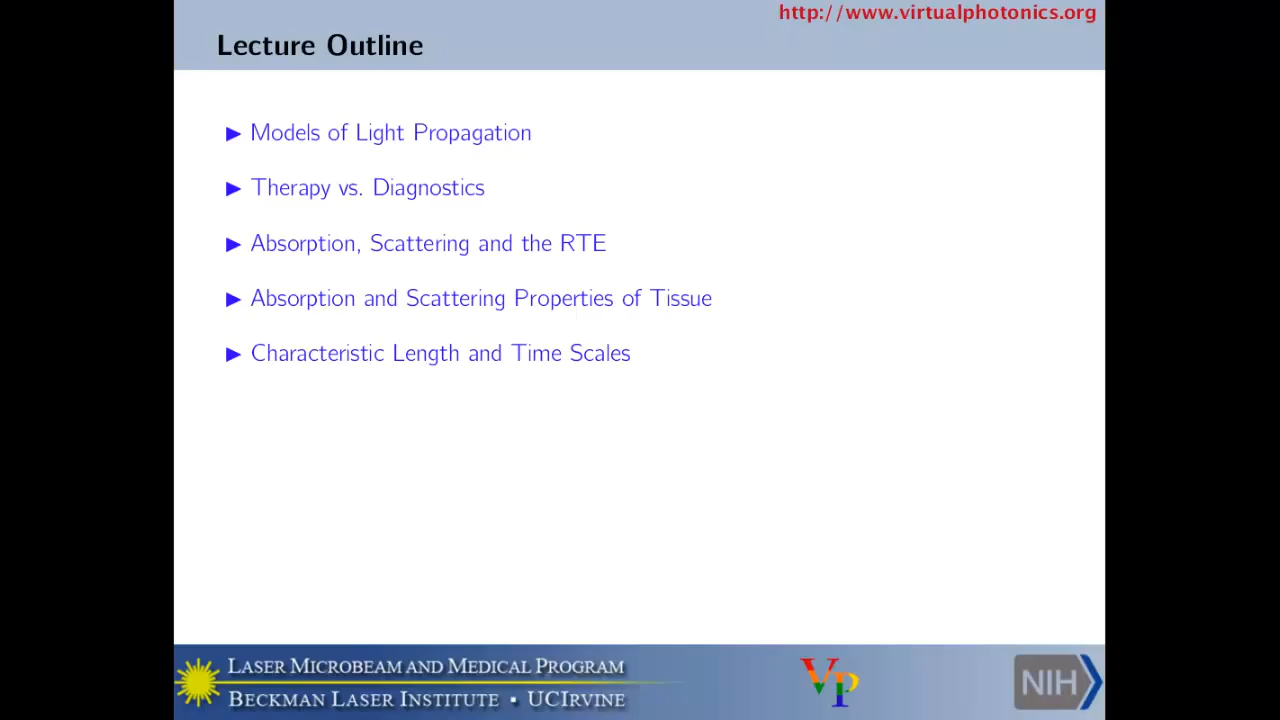 http://www.virtualphotonics.org
Lecture Outline
Models of Light Propagation
Therapy vs. Diagnostics
Absorption, Scattering and the RTE
Absorption and Scattering Properties of Tissue
Characteristic Length and Time Scales
LASER MICROBEAM AND MEDICAL PROGRAM
BECKMAN LASER INSTITUTE ▪ UCIRVINE
VP
NIH